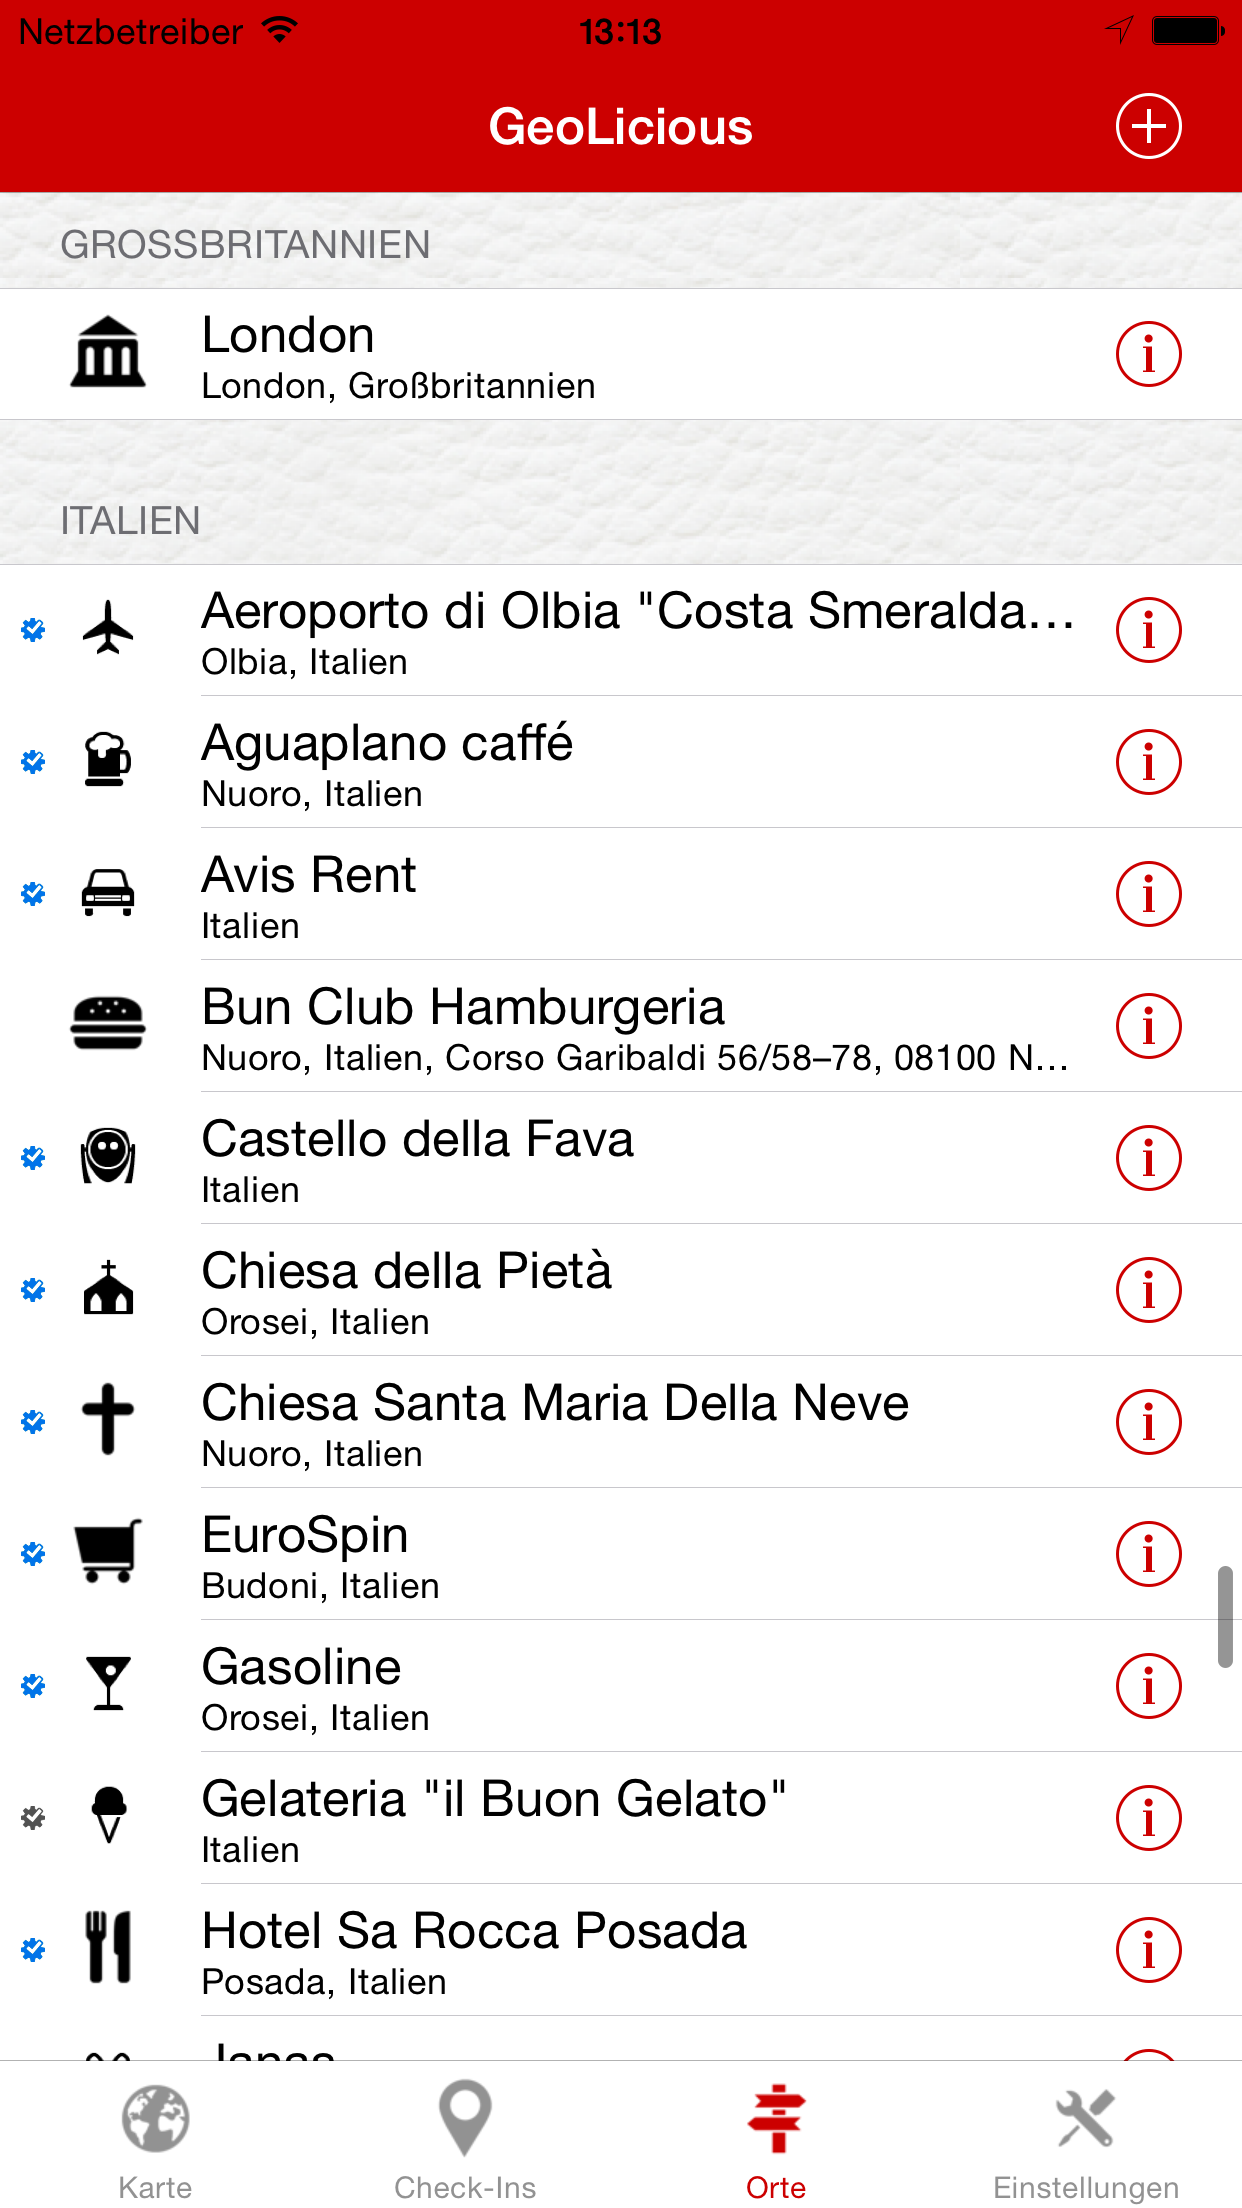 Netzbetreiber 13:13
GeoLicious
GROSSBRITANNIEN
London
London, Großbritannien
ITALIEN
Aeroporto di Olbia "Costa Smeralda...
Olbia, Italien
Aguaplano caffé
Nuoro, Italien
Avis Rent
Italien
Bun Club Hamburgeria
Nuoro, Italien, Corso Garibaldi 56/58–78, 08100 N...
Castello della Fava
Italien
Chiesa della Pietà
Orosei, Italien
Chiesa Santa Maria Della Neve
Nuoro, Italien
EuroSpin
Budoni, Italien
Gasoline
Orosei, Italien
Gelateria "il Buon Gelato"
Italien
Hotel Sa Rocca Posada
Posada, Italien
Karte Check-Ins Orte Einstellungen